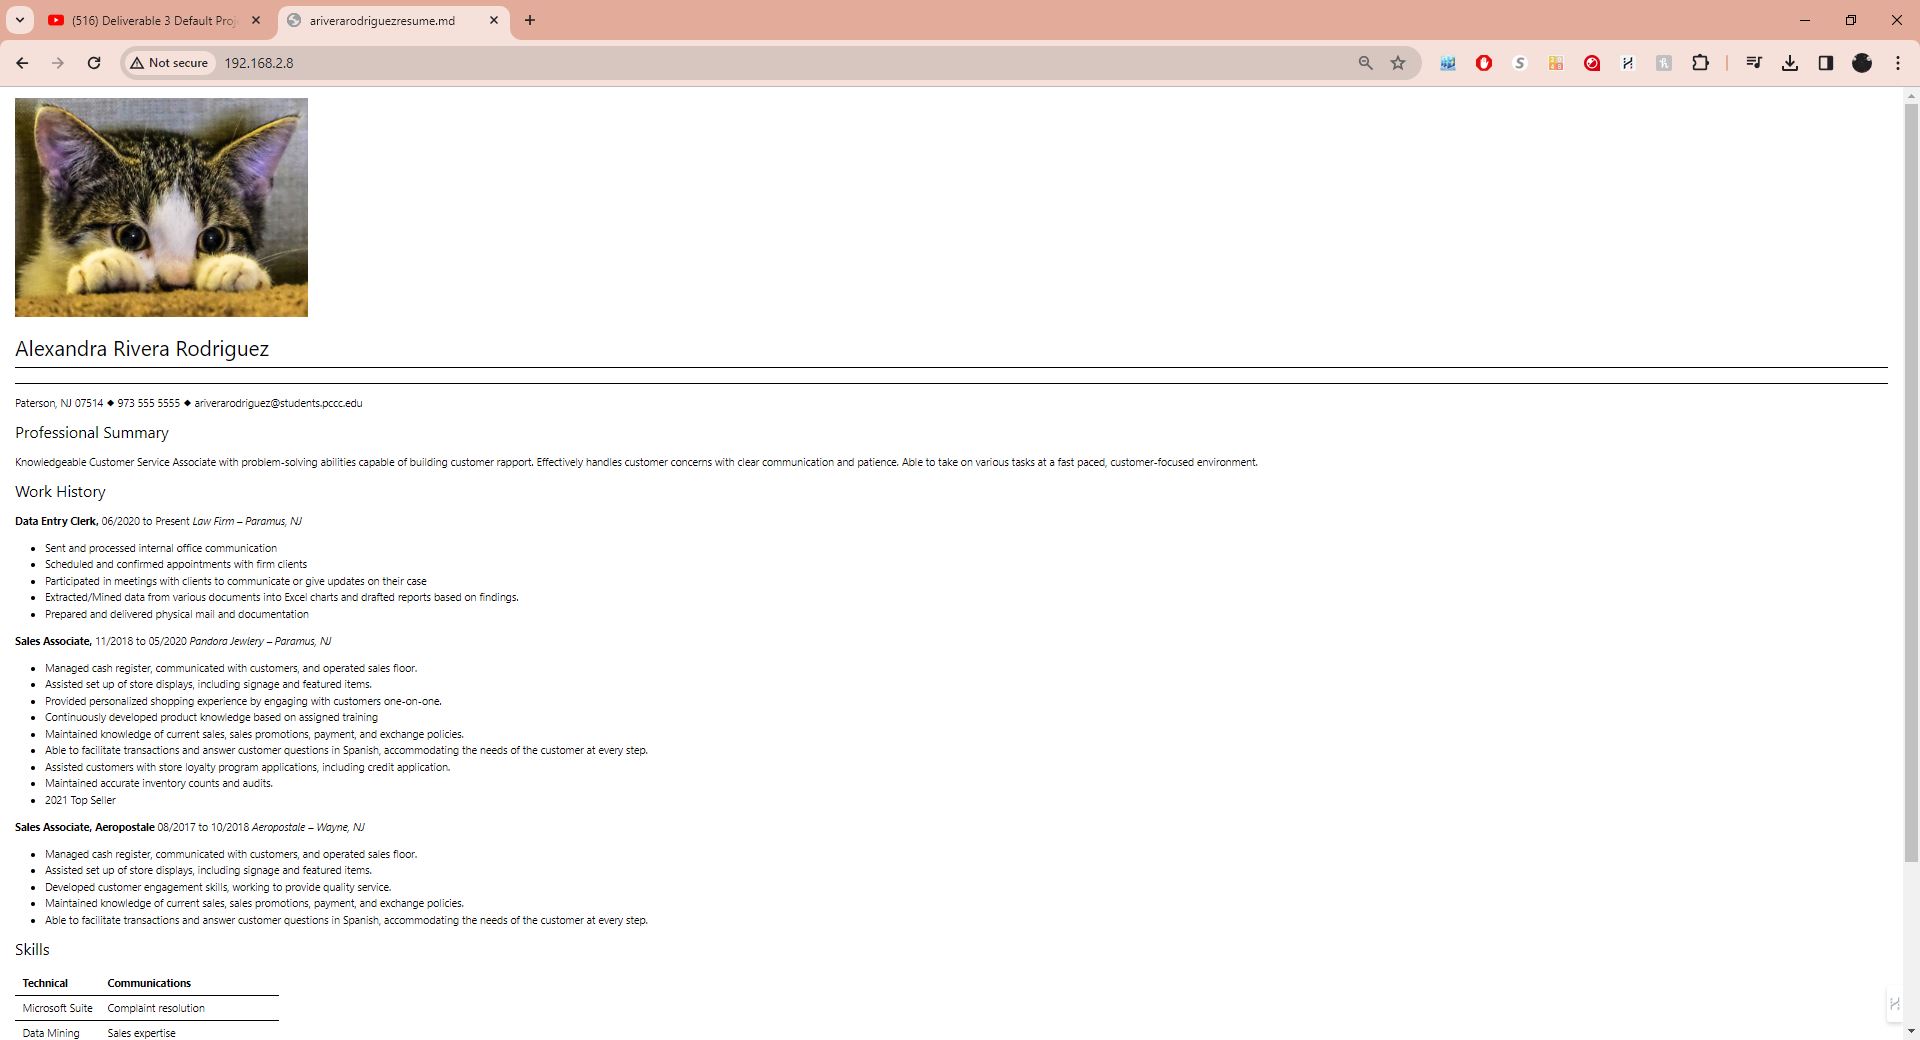 (516) Deliverable 3 Default Proj
ariverarodriguezresume.md
Not secure
192.168.2.8
Alexandra Rivera Rodriguez
Paterson, NJ 07514 ◆ 973 555 5555 ◆ ariverarodriguez@students.pccc.edu
Professional Summary
Knowledgeable Customer Service Associate with problem-solving abilities capable of building customer rapport. Effectively handles customer concerns with clear communication and patience. Able to take on various tasks at a fast paced, customer-focused environment.
Work History
Data Entry Clerk, 06/2020 to Present Law Firm – Paramus, NJ
• Sent and processed internal office communication
• Scheduled and confirmed appointments with firm clients
• Participated in meetings with clients to communicate or give updates on their case
• Extracted/Mined data from various documents into Excel charts and drafted reports based on findings.
• Prepared and delivered physical mail and documentation
Sales Associate, 11/2018 to 05/2020 Pandora Jewlery – Paramus, NJ
• Managed cash register, communicated with customers, and operated sales floor.
• Assisted set up of store displays, including signage and featured items.
• Provided personalized shopping experience by engaging with customers one-on-one.
• Continuously developed product knowledge based on assigned training
• Maintained knowledge of current sales, sales promotions, payment, and exchange policies.
• Able to facilitate transactions and answer customer questions in Spanish, accommodating the needs of the customer at every step.
• Assisted customers with store loyalty program applications, including credit application.
• Maintained accurate inventory counts and audits.
• 2021 Top Seller
Sales Associate, Aeropostale 08/2017 to 10/2018 Aeropostale – Wayne, NJ
• Managed cash register, communicated with customers, and operated sales floor.
• Assisted set up of store displays, including signage and featured items.
• Developed customer engagement skills, working to provide quality service.
• Maintained knowledge of current sales, sales promotions, payment, and exchange policies.
• Able to facilitate transactions and answer customer questions in Spanish, accommodating the needs of the customer at every step.
Skills
Technical Communications
Microsoft Suite Complaint resolution
Data Mining Sales expertise